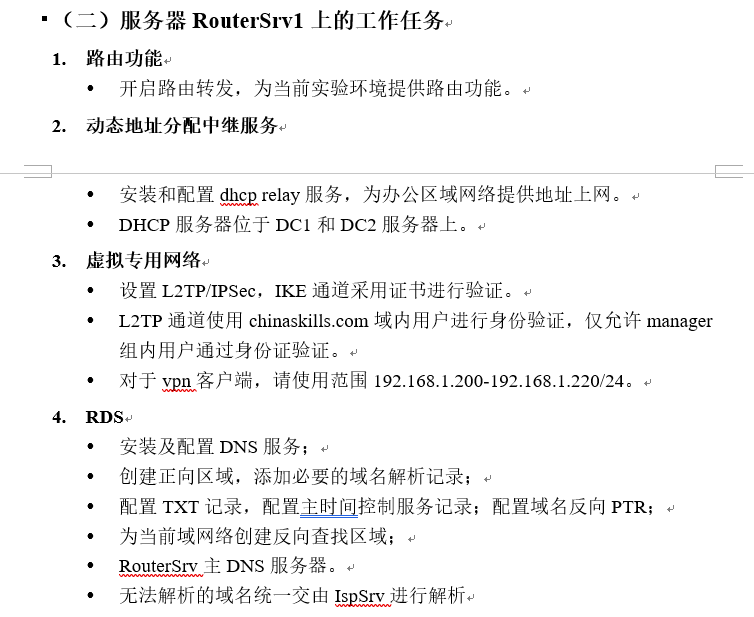 （二）服务器 RouterSrv1 上的工作任务
1. 路由功能
• 开启路由转发，为当前实验环境提供路由功能。
2. 动态地址分配中继服务
• 安装和配置 dhcp relay 服务，为办公区域网络提供地址上网。
• DHCP 服务器位于 DC1 和 DC2 服务器上。
3. 虚拟专用网络
• 设置 L2TP/IPSec，IKE 通道采用证书进行验证。
• L2TP 通道使用 chinaskills.com 域内用户进行身份验证，仅允许 manager
组内用户通过身份证验证。
• 对于 vpn 客户端，请使用范围 192.168.1.200-192.168.1.220/24。
4. RDS
• 安装及配置 DNS 服务；
• 创建正向区域，添加必要的域名解析记录；
• 配置 TXT 记录，配置主时间控制服务记录；配置域名反向 PTR；
• 为当前域网络创建反向查找区域；
• RouterSrv 主 DNS 服务器。
• 无法解析的域名统一交由 IspSrv 进行解析